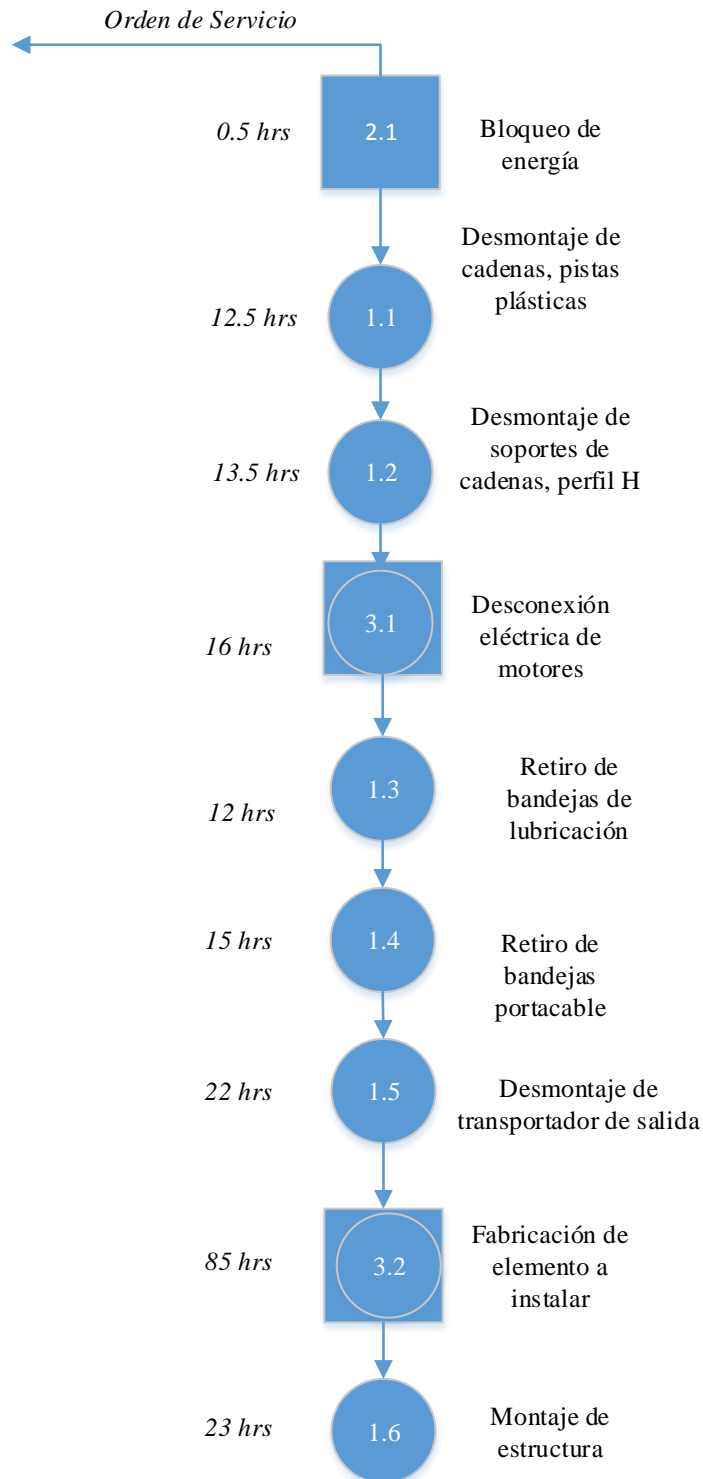 Orden de Servicio
0.5 hrs
2.1
Bloqueo de
energía
Desmontaje de
cadenas, pistas
plásticas
12.5 hrs
1.1
Desmontaje de
soportes de
cadenas, perfil H
13.5 hrs
1.2
Desconexión
eléctrica de
motores
16 hrs
3.1
Retiro de
bandejas de
lubricación
12 hrs
1.3
15 hrs
1.4
Retiro de
bandejas
portacable
22 hrs
1.5
Desmontaje de
transportador de salida
85 hrs
3.2
Fabricación de
elemento a
instalar
23 hrs
1.6
Montaje de
estructura